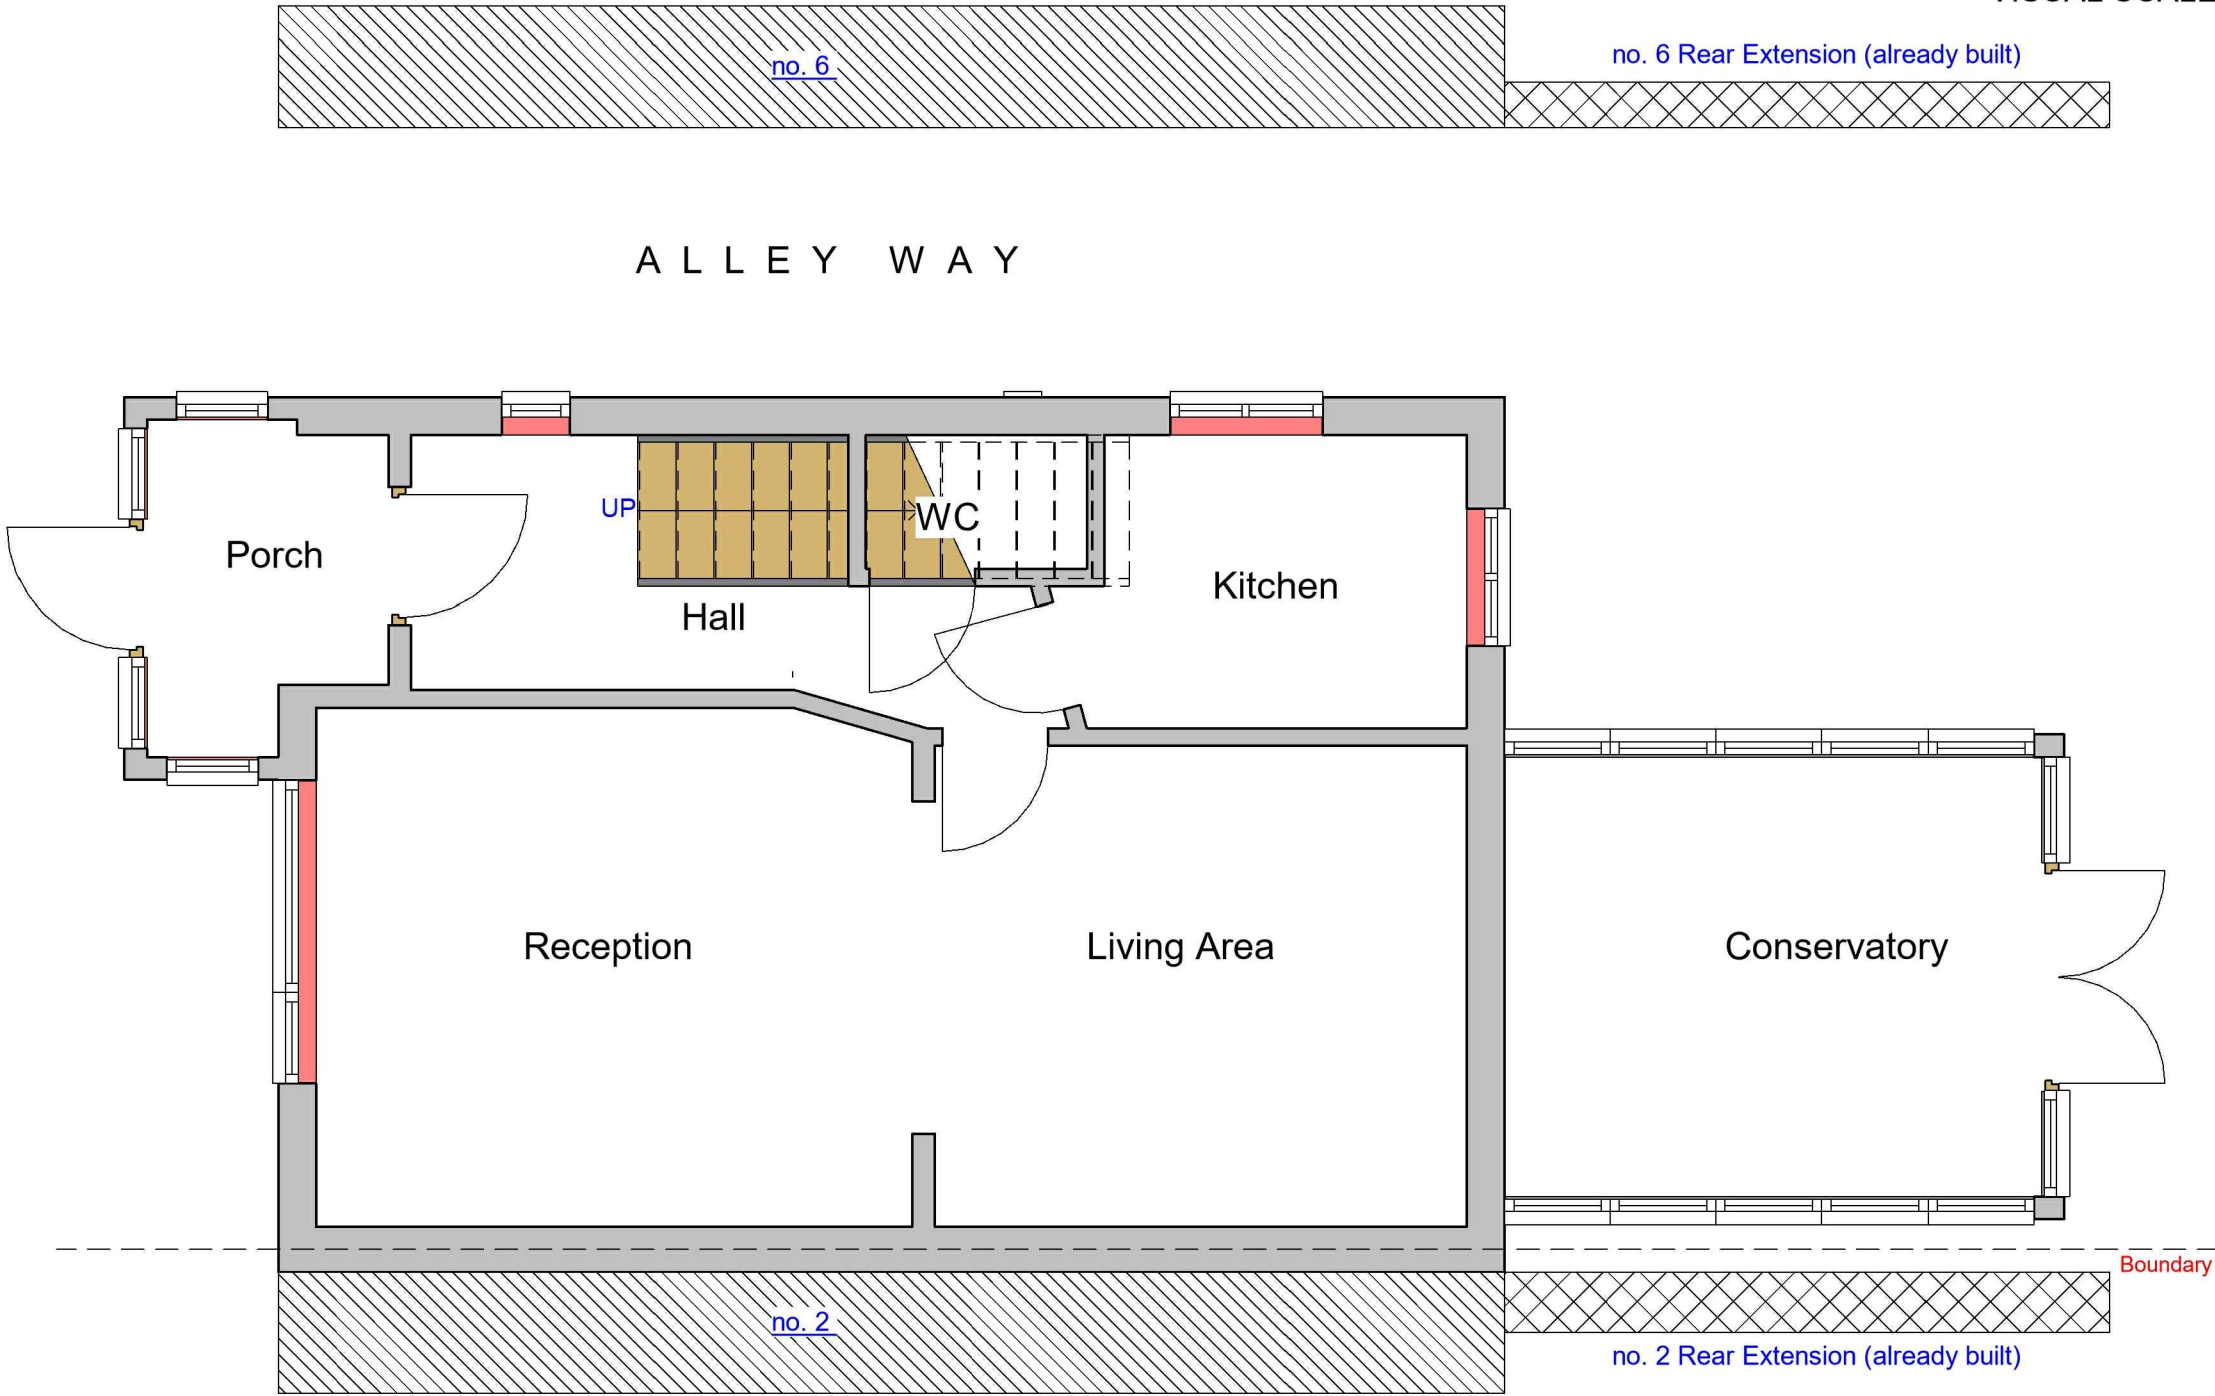 no. 6
no. 6 Rear Extension (already built)
ALLEY WAY
UP
WC
Porch
Hall
Kitchen
Reception
Living Area
Conservatory
Boundary
no. 2
no. 2 Rear Extension (already built)